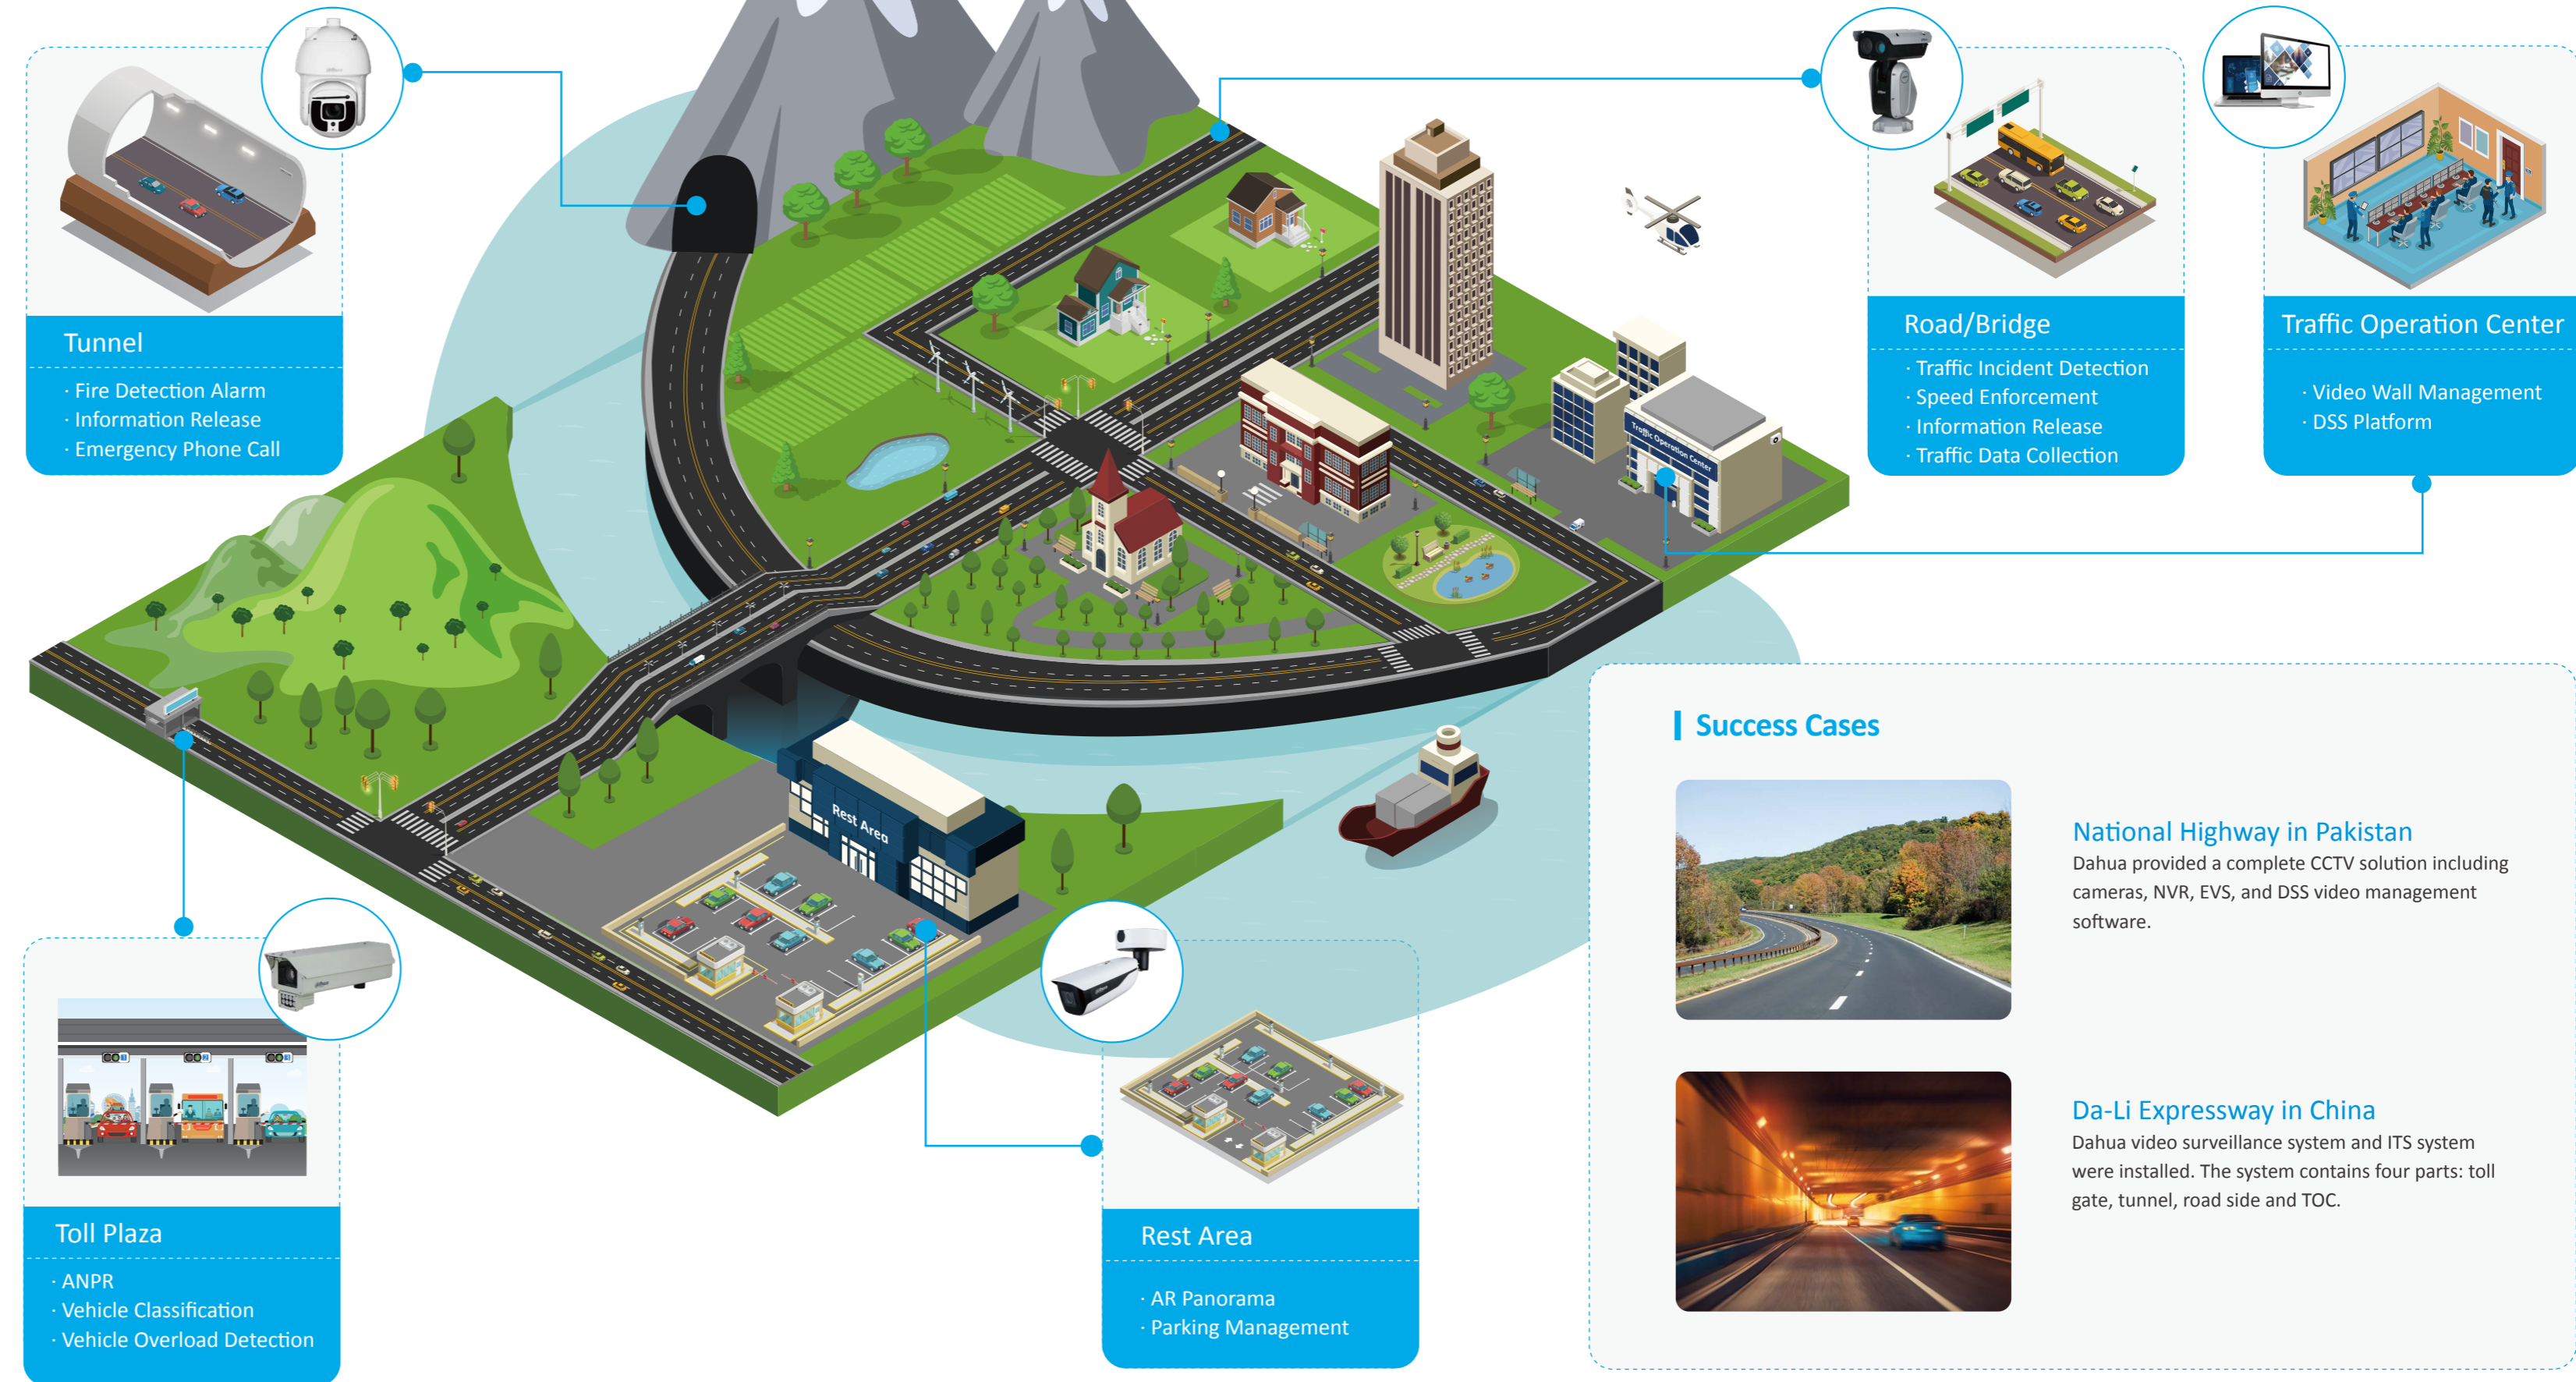 Tunnel
· Fire Detection Alarm
· Information Release
· Emergency Phone Call
Road/Bridge
· Traffic Incident Detection
· Speed Enforcement
· Information Release
· Traffic Data Collection
Traffic Operation Center
· Video Wall Management
· DSS Platform
Traffic Operation Center
Rest Area
Toll Plaza
· ANPR
· Vehicle Classification
· Vehicle Overload Detection
Rest Area
· AR Panorama
· Parking Management
Success Cases
National Highway in Pakistan
Dahua provided a complete CCTV solution including
cameras, NVR, EVS, and DSS video management
software.
Da-Li Expressway in China
Dahua video surveillance system and ITS system
were installed. The system contains four parts: toll
gate, tunnel, road side and TOC.